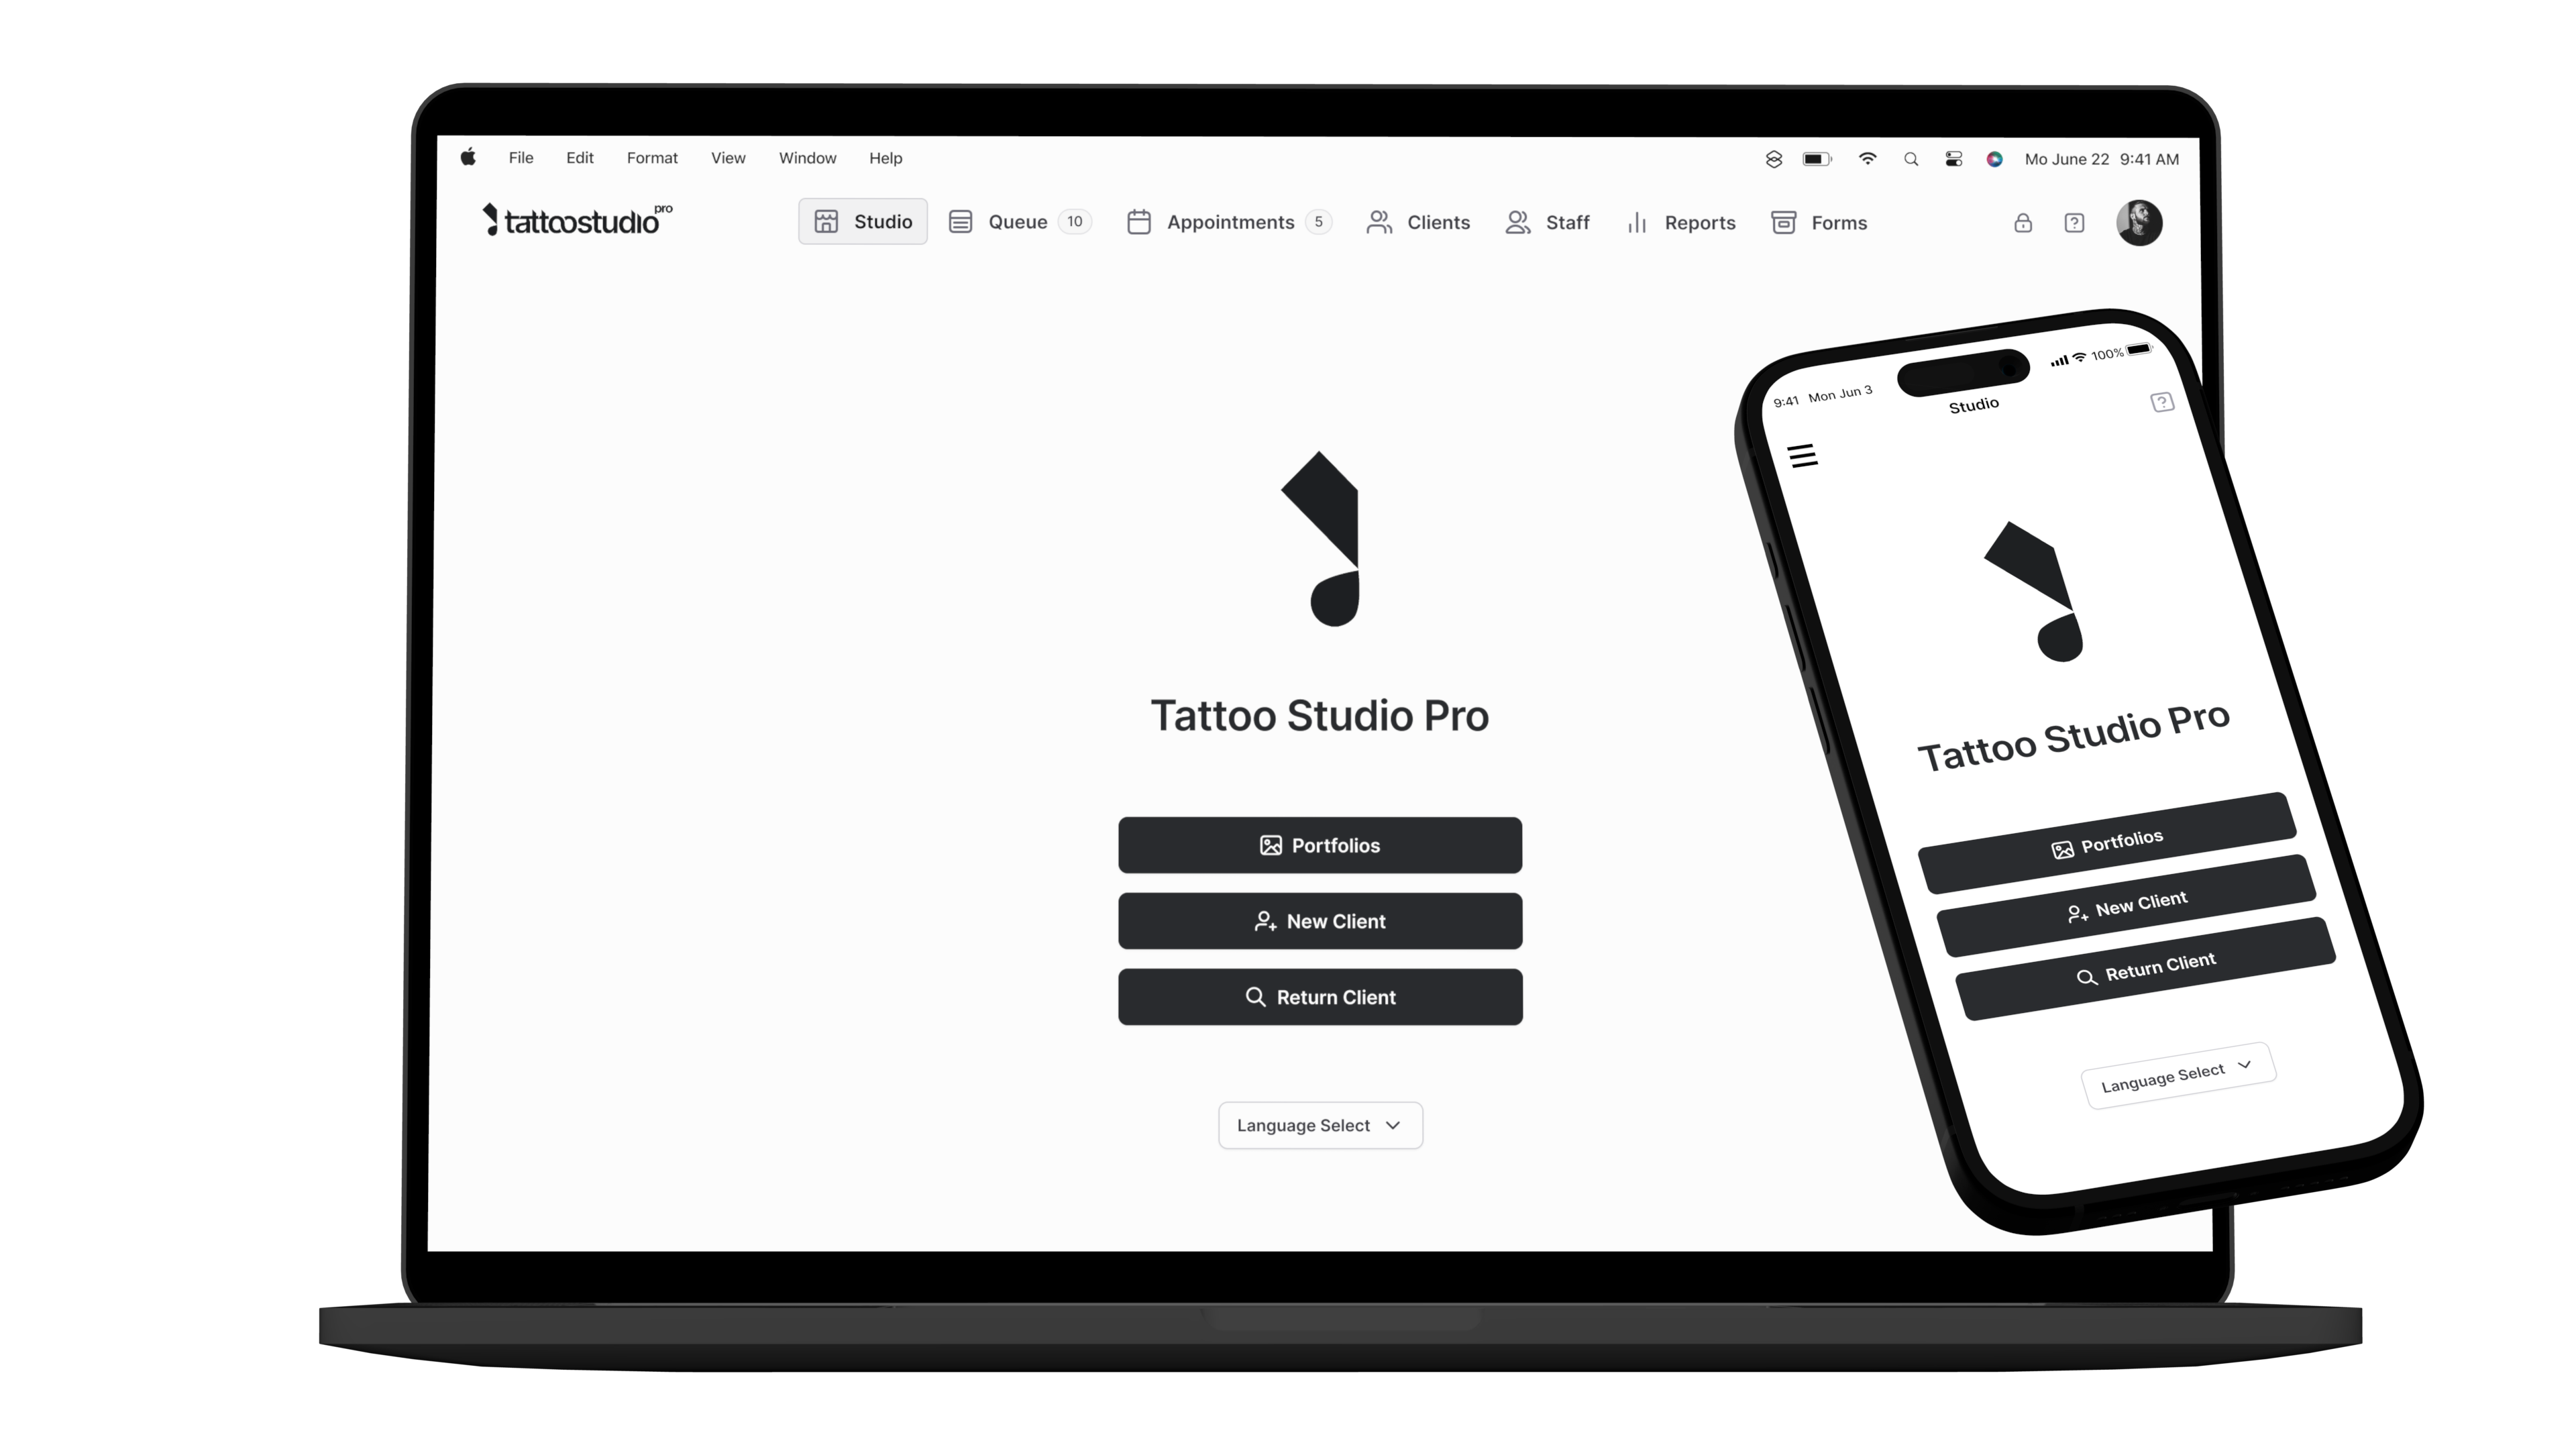 File Edit Format View Window Help Mo June 22 9:41 AM
tattoostudio pro Studio Queue 10 Appointments 5 Clients Staff Reports Forms
Tattoo Studio Pro
Portfolios
New Client
Return Client
Language Select
9:41 Mon Jun 3 100%
Studio
Tattoo Studio Pro
Portfolios
New Client
Return Client
Language Select